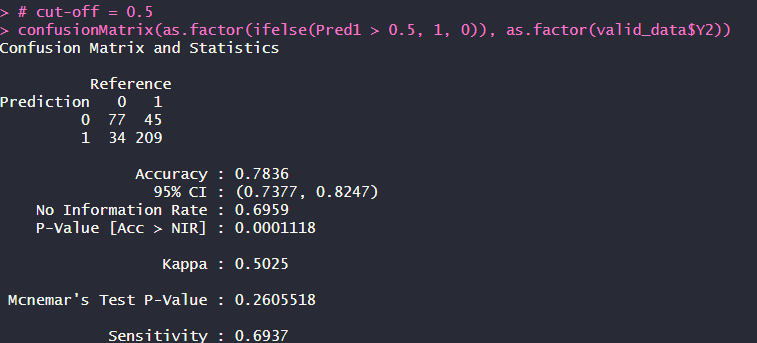 > # cut-off = 0.5
> confusionMatrix(as.factor(ifelse(Pred1 > 0.5, 1, 0)), as.factor(valid_data$Y2))
Confusion Matrix and Statistics
Reference
Prediction 0 1
0 77 45
1 34 209
Accuracy : 0.7836
95% CI : (0.7377, 0.8247)
No Information Rate : 0.6959
P-Value [Acc > NIR] : 0.0001118
Kappa : 0.5025
Mcnemar's Test P-Value : 0.2605518
Sensitivity : 0.6937